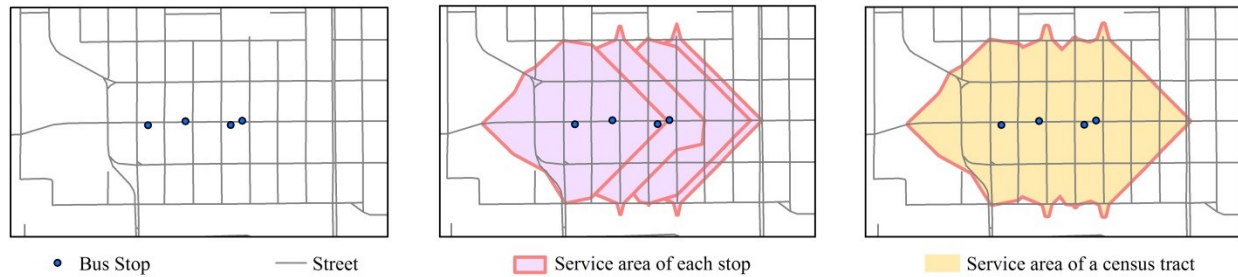 Bus Stop
Street
Service area of each stop
Service area of a census tract